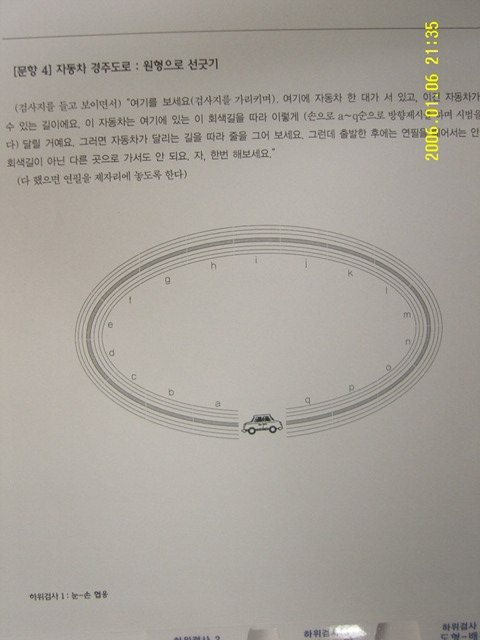 2006.01.06 21:35
[문항 4] 자동차 경주도로 : 원형으로 선긋기
(검사지를 들고 보이면서) "여기를 보세요(검사지를 가리키며). 여기에 자동차 한 대가 서 있고, 이건 자동차가
수 있는 길이에요. 이 자동차는 여기에 있는 이 회색길을 따라 이렇게 (손으로 a~q순으로 방향제시를 하며 시범을
다) 달릴 거예요. 그러면 자동차가 달리는 길을 따라 줄을 그어 보세요. 그런데 출발한 후에는 연필을 안
회색길이 아닌 다른 곳으로 가서도 안 되요. 자, 한번 해보세요."
(다 했으면 연필을 제자리에 놓도록 한다)
a
b
c
d
e
f
g
h
i
j
k
l
m
n
o
p
q
하위검사 1 : 눈-손 협응
하위검사 2
하위검
하위검사
도형-배